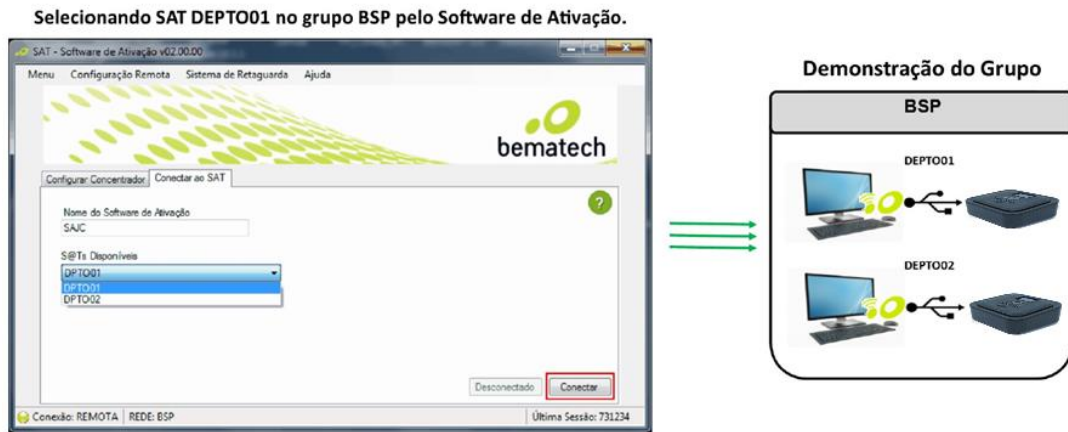 Selecionando SAT DEPTO01 no grupo BSP pelo Software de Ativação.
SAT - Software de Ativação v02.00.00
Menu Configuração Remota Sistema de Retaguarda Ajuda
bematech
Configurar Concentrador Conectar ao SAT
?
Nome do Software de Ativação
SAJC
S@Ts Disponíveis
DPTO01
DPTO01
DPTO02
Desconectado Conectar
Conexão: REMOTA REDE: BSP Última Sessão: 731234
Demonstração do Grupo
BSP
DEPTO01
DEPTO02